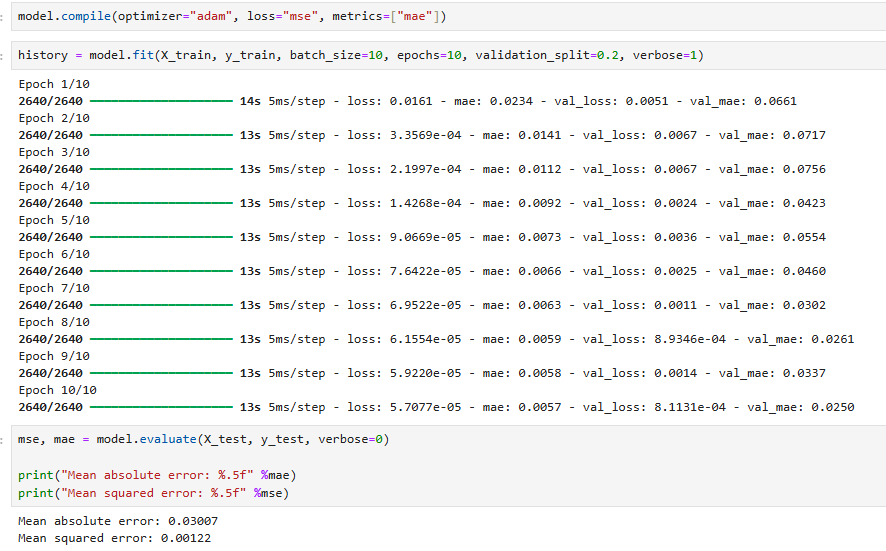 model.compile(optimizer="adam", loss="mse", metrics=["mae"])
history = model.fit(X_train, y_train, batch_size=10, epochs=10, validation_split=0.2, verbose=1)
Epoch 1/10
2640/2640 14s 5ms/step - loss: 0.0161 - mae: 0.0234 - val_loss: 0.0051 - val_mae: 0.0661
Epoch 2/10
2640/2640 13s 5ms/step - loss: 3.3569e-04 - mae: 0.0141 - val_loss: 0.0067 - val_mae: 0.0717
Epoch 3/10
2640/2640 13s 5ms/step - loss: 2.1997e-04 - mae: 0.0112 - val_loss: 0.0067 - val_mae: 0.0756
Epoch 4/10
2640/2640 13s 5ms/step - loss: 1.4268e-04 - mae: 0.0092 - val_loss: 0.0024 - val_mae: 0.0423
Epoch 5/10
2640/2640 13s 5ms/step - loss: 9.0669e-05 - mae: 0.0073 - val_loss: 0.0036 - val_mae: 0.0554
Epoch 6/10
2640/2640 13s 5ms/step - loss: 7.6422e-05 - mae: 0.0066 - val_loss: 0.0025 - val_mae: 0.0460
Epoch 7/10
2640/2640 13s 5ms/step - loss: 6.9522e-05 - mae: 0.0063 - val_loss: 0.0011 - val_mae: 0.0302
Epoch 8/10
2640/2640 13s 5ms/step - loss: 6.1554e-05 - mae: 0.0059 - val_loss: 8.9346e-04 - val_mae: 0.0261
Epoch 9/10
2640/2640 13s 5ms/step - loss: 5.9220e-05 - mae: 0.0058 - val_loss: 0.0014 - val_mae: 0.0337
Epoch 10/10
2640/2640 13s 5ms/step - loss: 5.7077e-05 - mae: 0.0057 - val_loss: 8.1131e-04 - val_mae: 0.0250
mse, mae = model.evaluate(X_test, y_test, verbose=0)
print("Mean absolute error: %.5f" %mae)
print("Mean squared error: %.5f" %mse)
Mean absolute error: 0.03007
Mean squared error: 0.00122